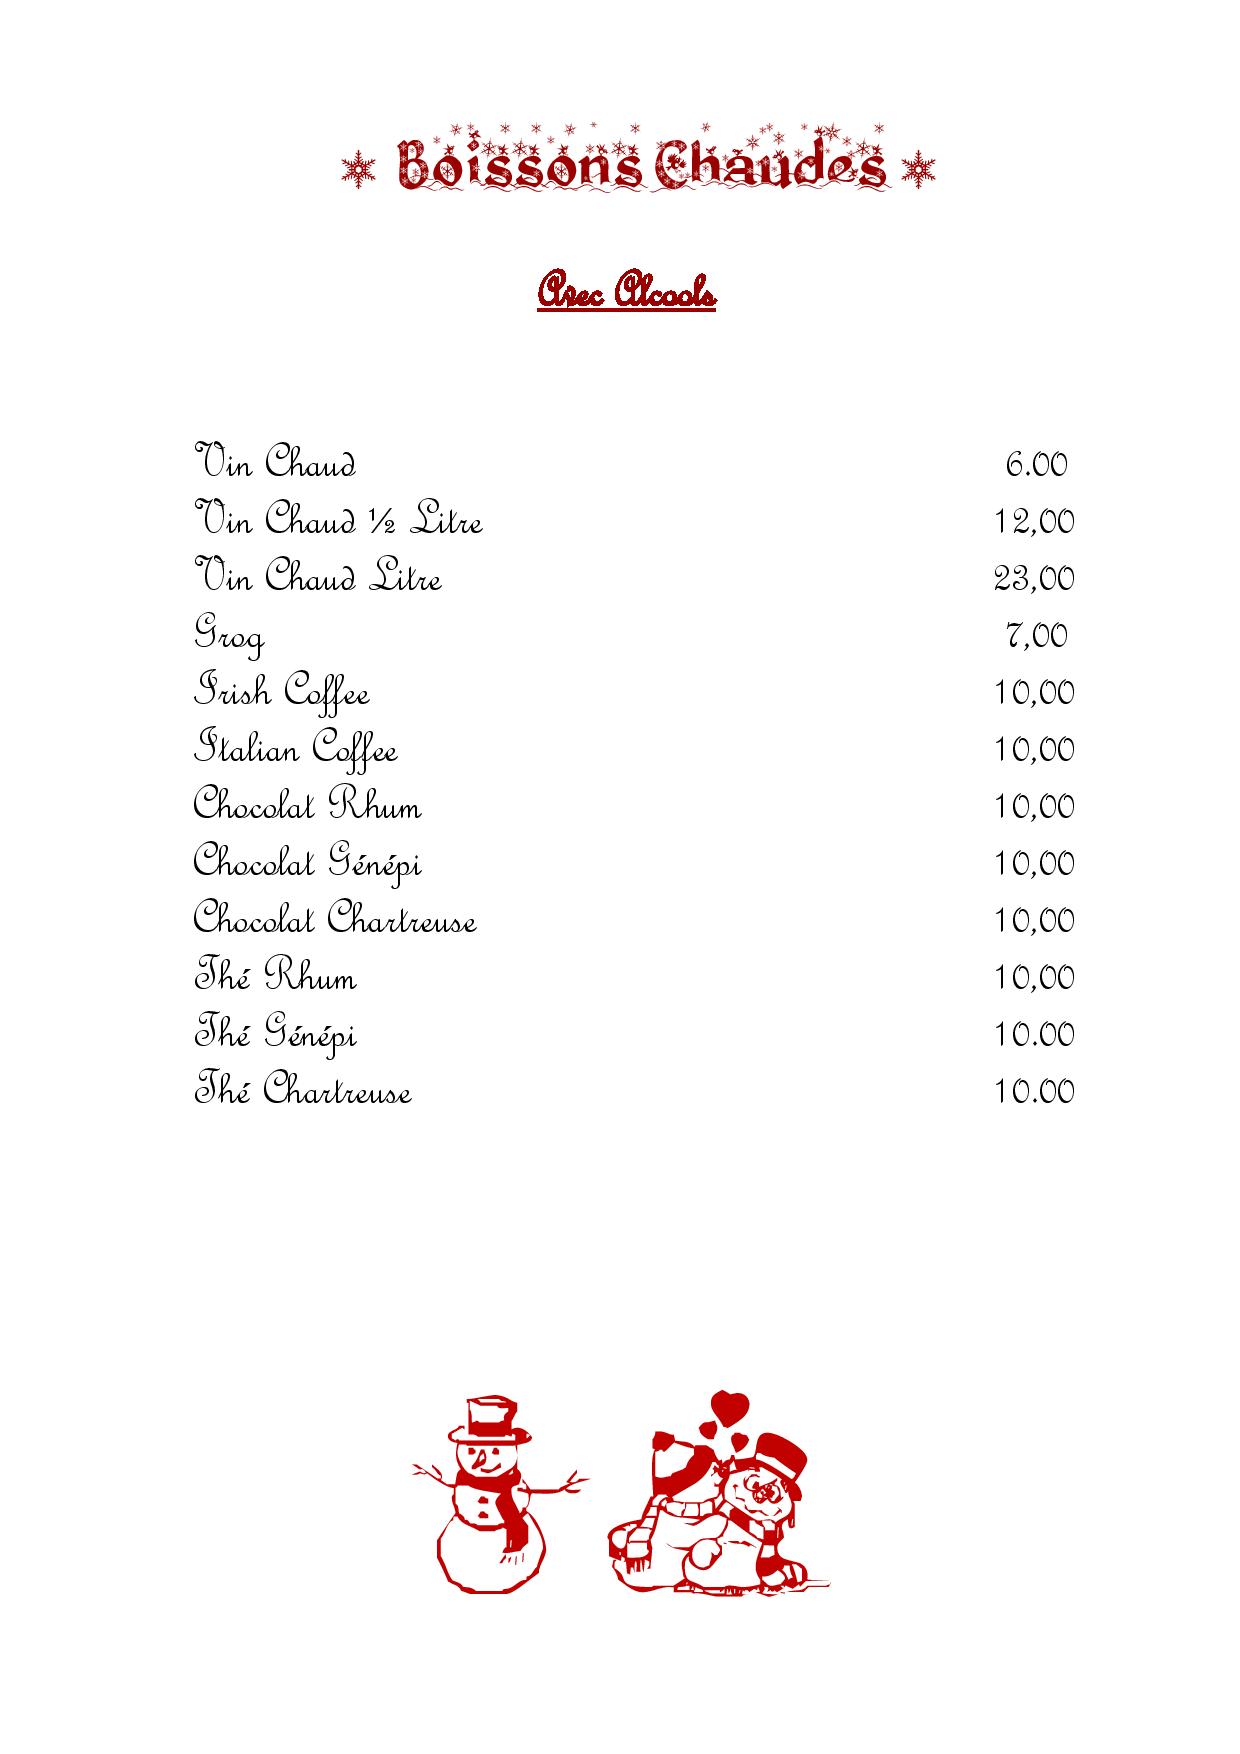 Boissons Chaudes
Avec Alcools
Vin Chaud 6.00
Vin Chaud ½ Litre 12,00
Vin Chaud Litre 23,00
Grog 7,00
Irish Coffee 10,00
Italian Coffee 10,00
Chocolat Rhum 10,00
Chocolat Génépi 10,00
Chocolat Chartreuse 10,00
Thé Rhum 10,00
Thé Génépi 10.00
Thé Chartreuse 10.00